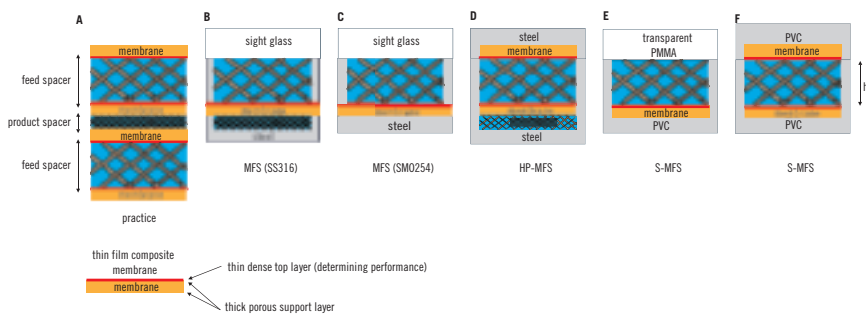 A
B
C
D
E
F
membrane
feed spacer
product spacer
membrane
feed spacer
practice
sight glass
MFS (SS316)
sight glass
steel
MFS (SMO254)
steel
membrane
steel
HP-MFS
transparent
PMMA
membrane
PVC
S-MFS
PVC
membrane
PVC
S-MFS
h
thin film composite
membrane
membrane
thin dense top layer (determining performance)
thick porous support layer